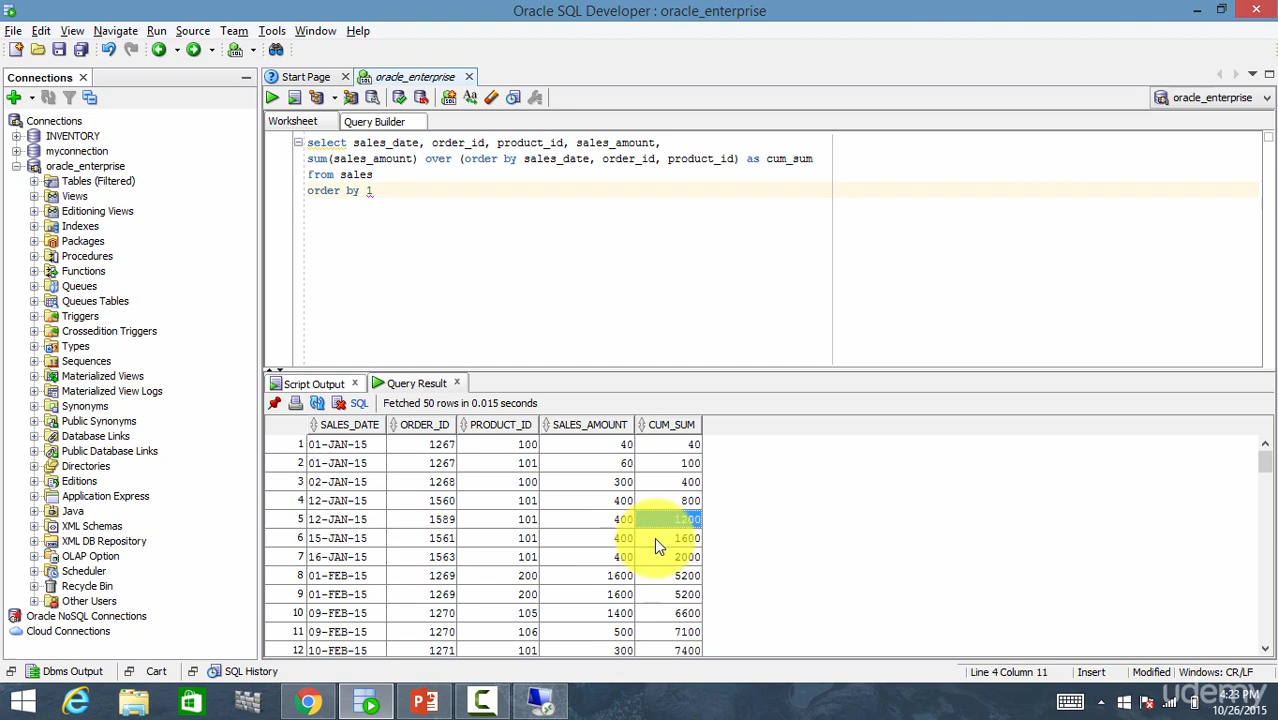 Oracle SQL Developer : oracle_enterprise
File Edit View Navigate Run Source Team Tools Window Help
Connections
Start Page
oracle_enterprise
oracle_enterprise
Worksheet
Query Builder
Connections
INVENTORY
myconnection
oracle_enterprise
Tables (Filtered)
Views
Editioning Views
Indexes
Packages
Procedures
Functions
Queues
Queues Tables
Triggers
Crossedition Triggers
Types
Sequences
Materialized Views
Materialized View Logs
Synonyms
Public Synonyms
Database Links
Public Database Links
Directories
Editions
Application Express
Java
XML Schemas
XML DB Repository
OLAP Option
Scheduler
Recycle Bin
Other Users
Oracle NoSQL Connections
Cloud Connections
select sales_date, order_id, product_id, sales_amount,
sum(sales_amount) over (order by sales_date, order_id, product_id) as cum_sum
from sales
order by 1
Script Output
Query Result
SQL
Fetched 50 rows in 0.015 seconds
SALES_DATE ORDER_ID PRODUCT_ID SALES_AMOUNT CUM_SUM
1 01-JAN-15 1267 100 40 40
2 01-JAN-15 1267 101 60 100
3 02-JAN-15 1268 100 300 400
4 12-JAN-15 1560 101 400 800
5 12-JAN-15 1589 101 400 1200
6 15-JAN-15 1561 101 400 1600
7 16-JAN-15 1563 101 400 2000
8 01-FEB-15 1269 200 1600 5200
9 01-FEB-15 1269 200 1600 5200
10 09-FEB-15 1270 105 1400 6600
11 09-FEB-15 1270 106 500 7100
12 10-FEB-15 1271 101 300 7400
Dbms Output
Cart
SQL History
Line 4 Column 11
Insert
Modified
Windows: CR/LF
udemy
4:23 PM
10/26/2015